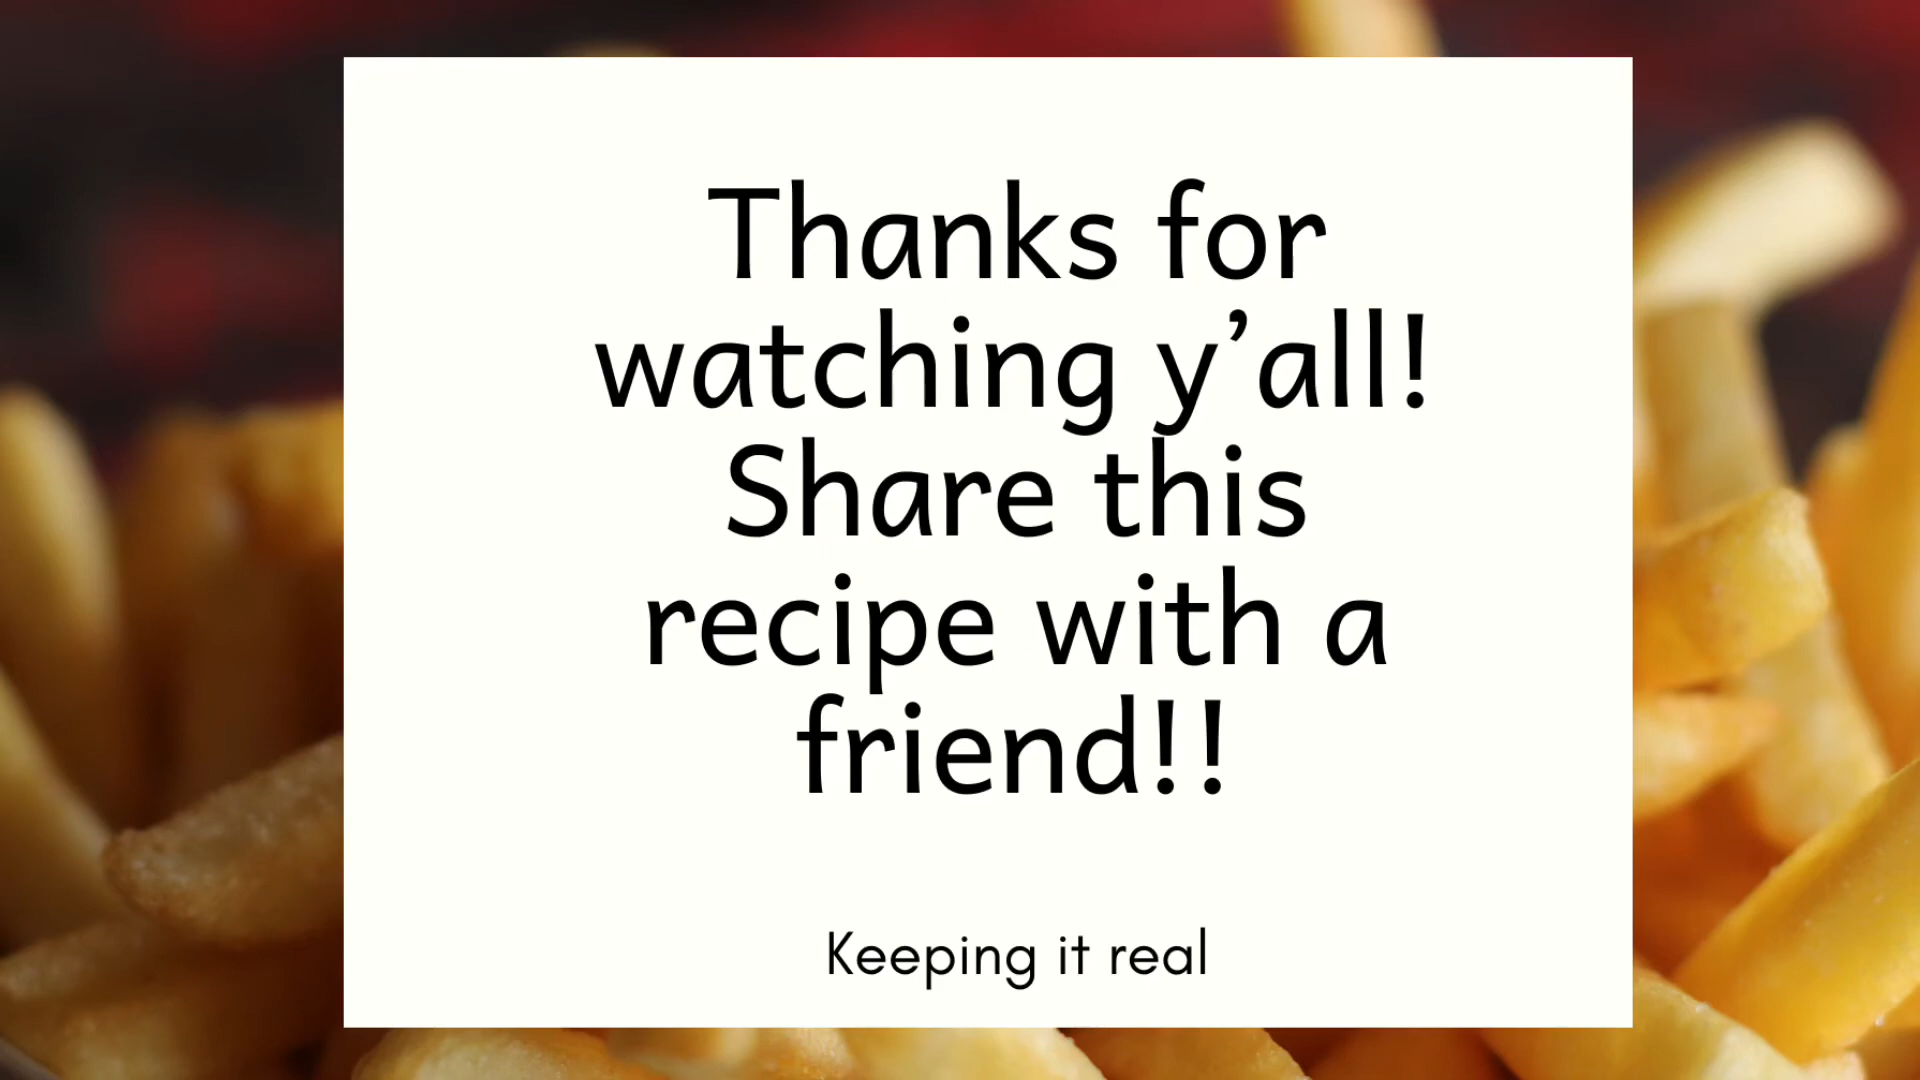 Thanks for
watching y’all!
Share this
recipe with a
friend!!
Keeping it real